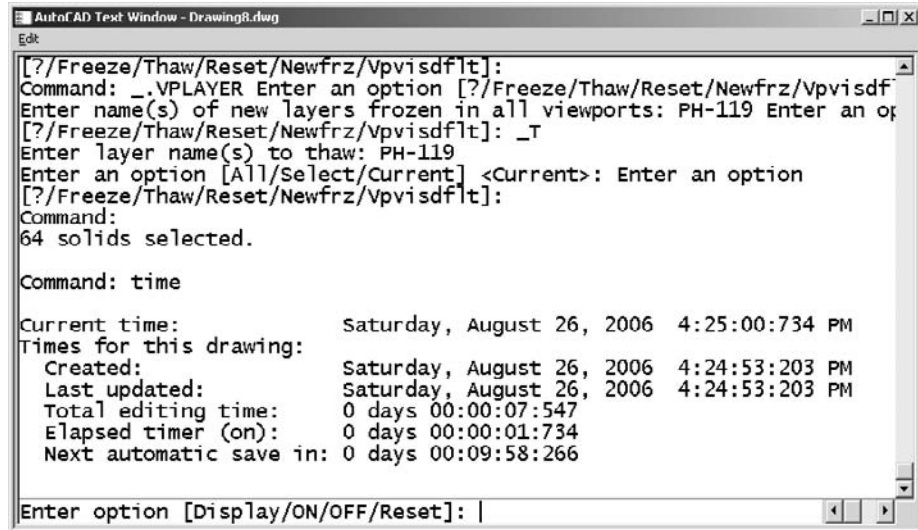 AutoCAD Text Window - Drawing8.dwg
Edit
[?/Freeze/Thaw/Reset/Newfrz/Vpvisdflt]:
Command: _.VPLAYER Enter an option [?/Freeze/Thaw/Reset/Newfrz/Vpvisdf
Enter name(s) of new layers frozen in all viewports: PH-119 Enter an op
[?/Freeze/Thaw/Reset/Newfrz/Vpvisdflt]: _T
Enter layer name(s) to thaw: PH-119
Enter an option [All/Select/Current] <Current>: Enter an option
[?/Freeze/Thaw/Reset/Newfrz/Vpvisdflt]:
Command:
64 solids selected.
Command: time
Current time: Saturday, August 26, 2006 4:25:00:734 PM
Times for this drawing:
Created: Saturday, August 26, 2006 4:24:53:203 PM
Last updated: Saturday, August 26, 2006 4:24:53:203 PM
Total editing time: 0 days 00:00:07:547
Elapsed timer (on): 0 days 00:00:01:734
Next automatic save in: 0 days 00:09:58:266
Enter option [Display/ON/OFF/Reset]: